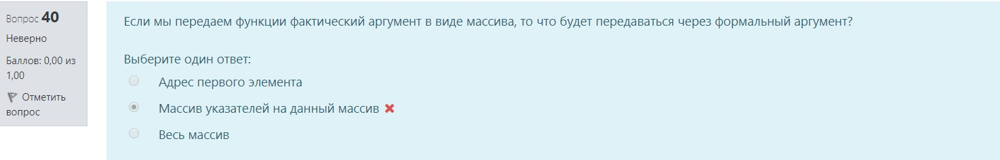 Вопрос 40
Неверно
Баллов: 0,00 из
1,00
Отметить
вопрос
Если мы передаем функции фактический аргумент в виде массива, то что будет передаваться через формальный аргумент?
Выберите один ответ:
Адрес первого элемента
Массив указателей на данный массив
Весь массив